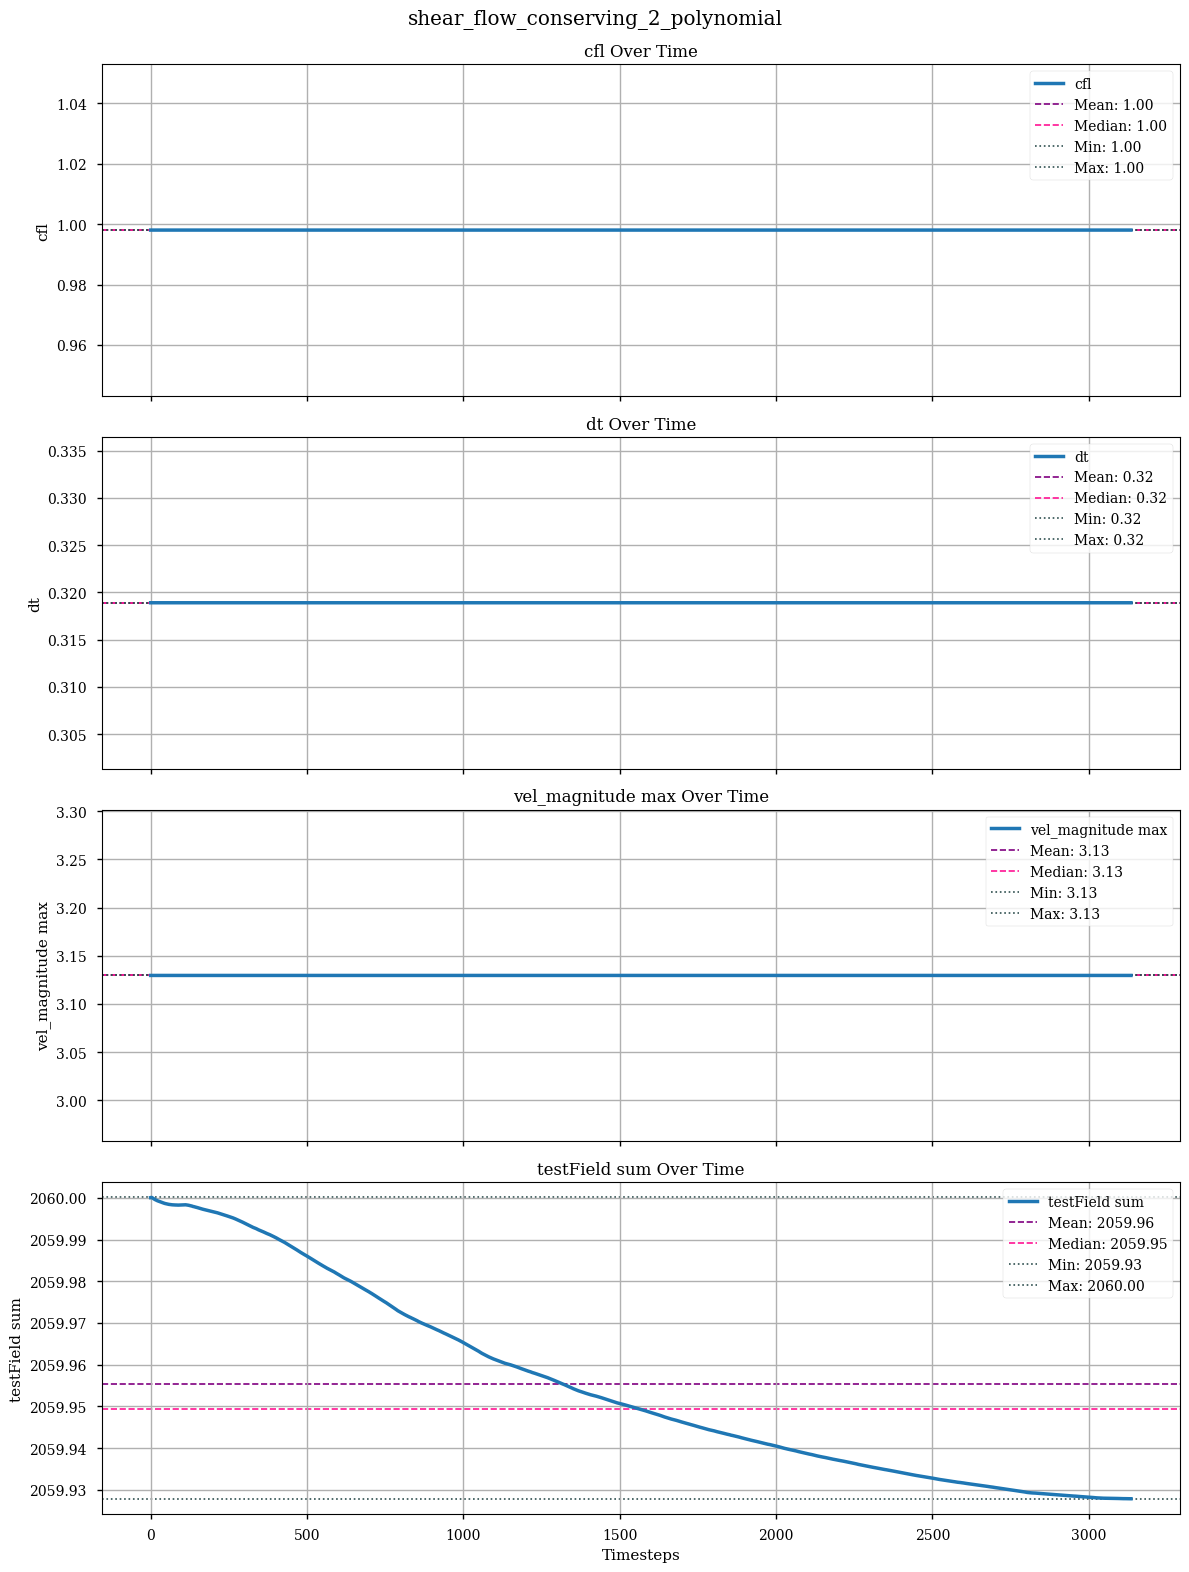 shear_flow_conserving_2_polynomial
cfl Over Time
1.04
1.02
1.00
0.98
0.96
cfl
cfl
Mean: 1.00
Median: 1.00
Min: 1.00
Max: 1.00
dt Over Time
0.335
0.330
0.325
0.320
0.315
0.310
0.305
dt
dt
Mean: 0.32
Median: 0.32
Min: 0.32
Max: 0.32
vel_magnitude max Over Time
3.30
3.25
3.20
3.15
3.10
3.05
3.00
vel_magnitude max
vel_magnitude max
Mean: 3.13
Median: 3.13
Min: 3.13
Max: 3.13
testField sum Over Time
2060.00
2059.99
2059.98
2059.97
2059.96
2059.95
2059.94
2059.93
testField sum
testField sum
Mean: 2059.96
Median: 2059.95
Min: 2059.93
Max: 2060.00
0 500 1000 1500 2000 2500 3000
Timesteps